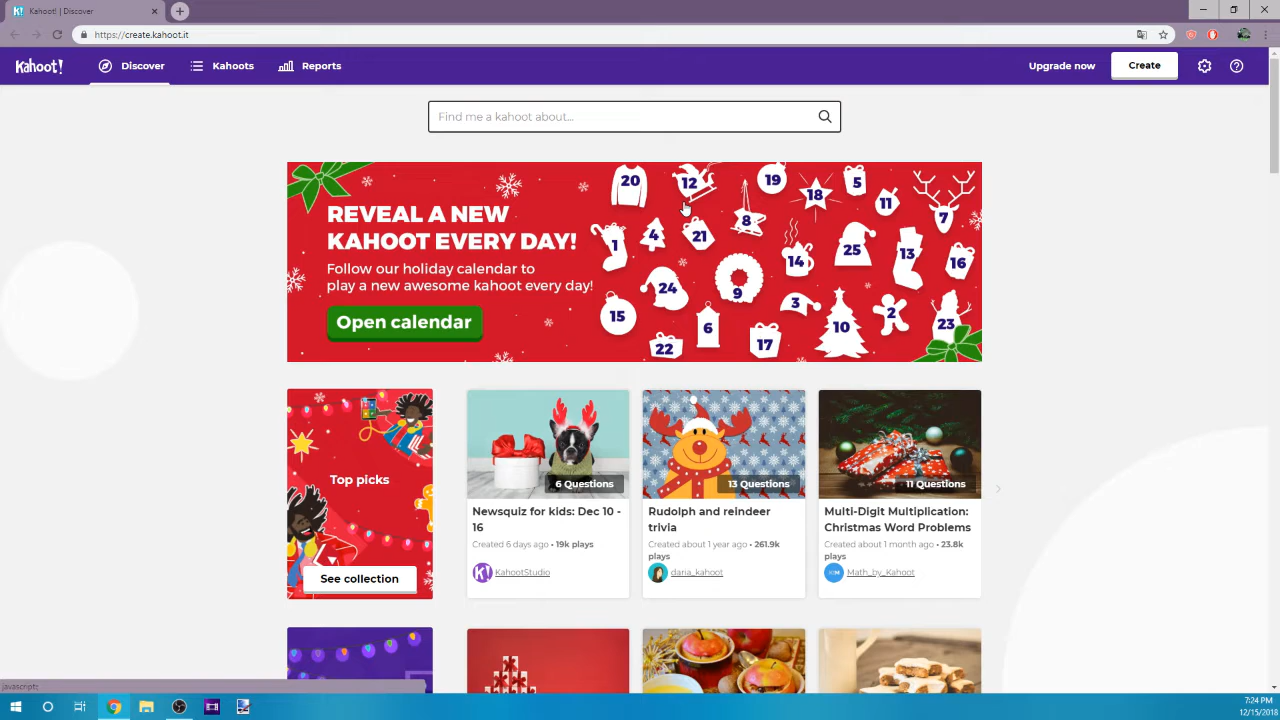 Kahoot! | Discover
https://create.kahoot.it
Kahoot!
Discover
Kahoots
Reports
Upgrade now
Create
Find me a kahoot about...
REVEAL A NEW
KAHOOT EVERY DAY!
Follow our holiday calendar to
play a new awesome kahoot every day!
Open calendar
20
12
19
18
5
11
7
1
4
21
8
14
25
13
16
24
9
15
3
10
2
23
6
22
17
Top picks
See collection
6 Questions
Newsquiz for kids: Dec 10 -
16
Created 6 days ago • 19k plays
K!
KahootStudio
13 Questions
Rudolph and reindeer
trivia
Created about 1 year ago • 261.9k
plays
daria_kahoot
11 Questions
Multi-Digit Multiplication:
Christmas Word Problems
Created about 1 month ago • 23.8k
plays
Math_by_Kahoot
javascript:
7:24 PM
12/15/2018